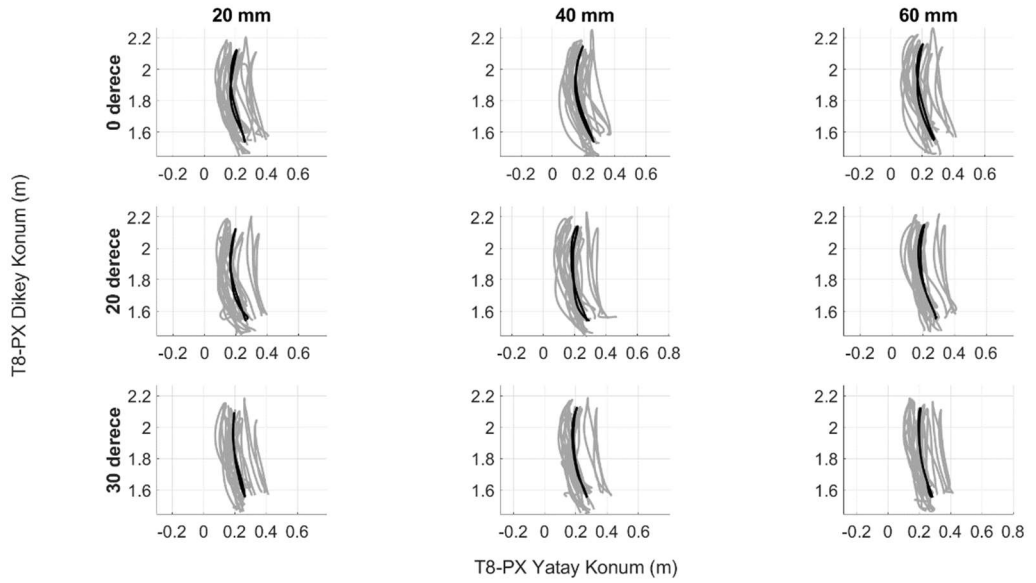 20 mm 40 mm 60 mm
0 derece
2.2 2.2 2.2
2 2 2
1.8 1.8 1.8
1.6 1.6 1.6
-0.2 0 0.2 0.4 0.6 -0.2 0 0.2 0.4 0.6 -0.2 0 0.2 0.4 0.6
T8-PX Dikey Konum (m)
20 derece
2.2 2.2 2.2
2 2 2
1.8 1.8 1.8
1.6 1.6 1.6
-0.2 0 0.2 0.4 0.6 -0.2 0 0.2 0.4 0.6 0.8 -0.2 0 0.2 0.4 0.6
30 derece
2.2 2.2 2.2
2 2 2
1.8 1.8 1.8
1.6 1.6 1.6
-0.2 0 0.2 0.4 0.6 -0.2 0 0.2 0.4 0.6 -0.2 0 0.2 0.4 0.6 0.8
T8-PX Yatay Konum (m)